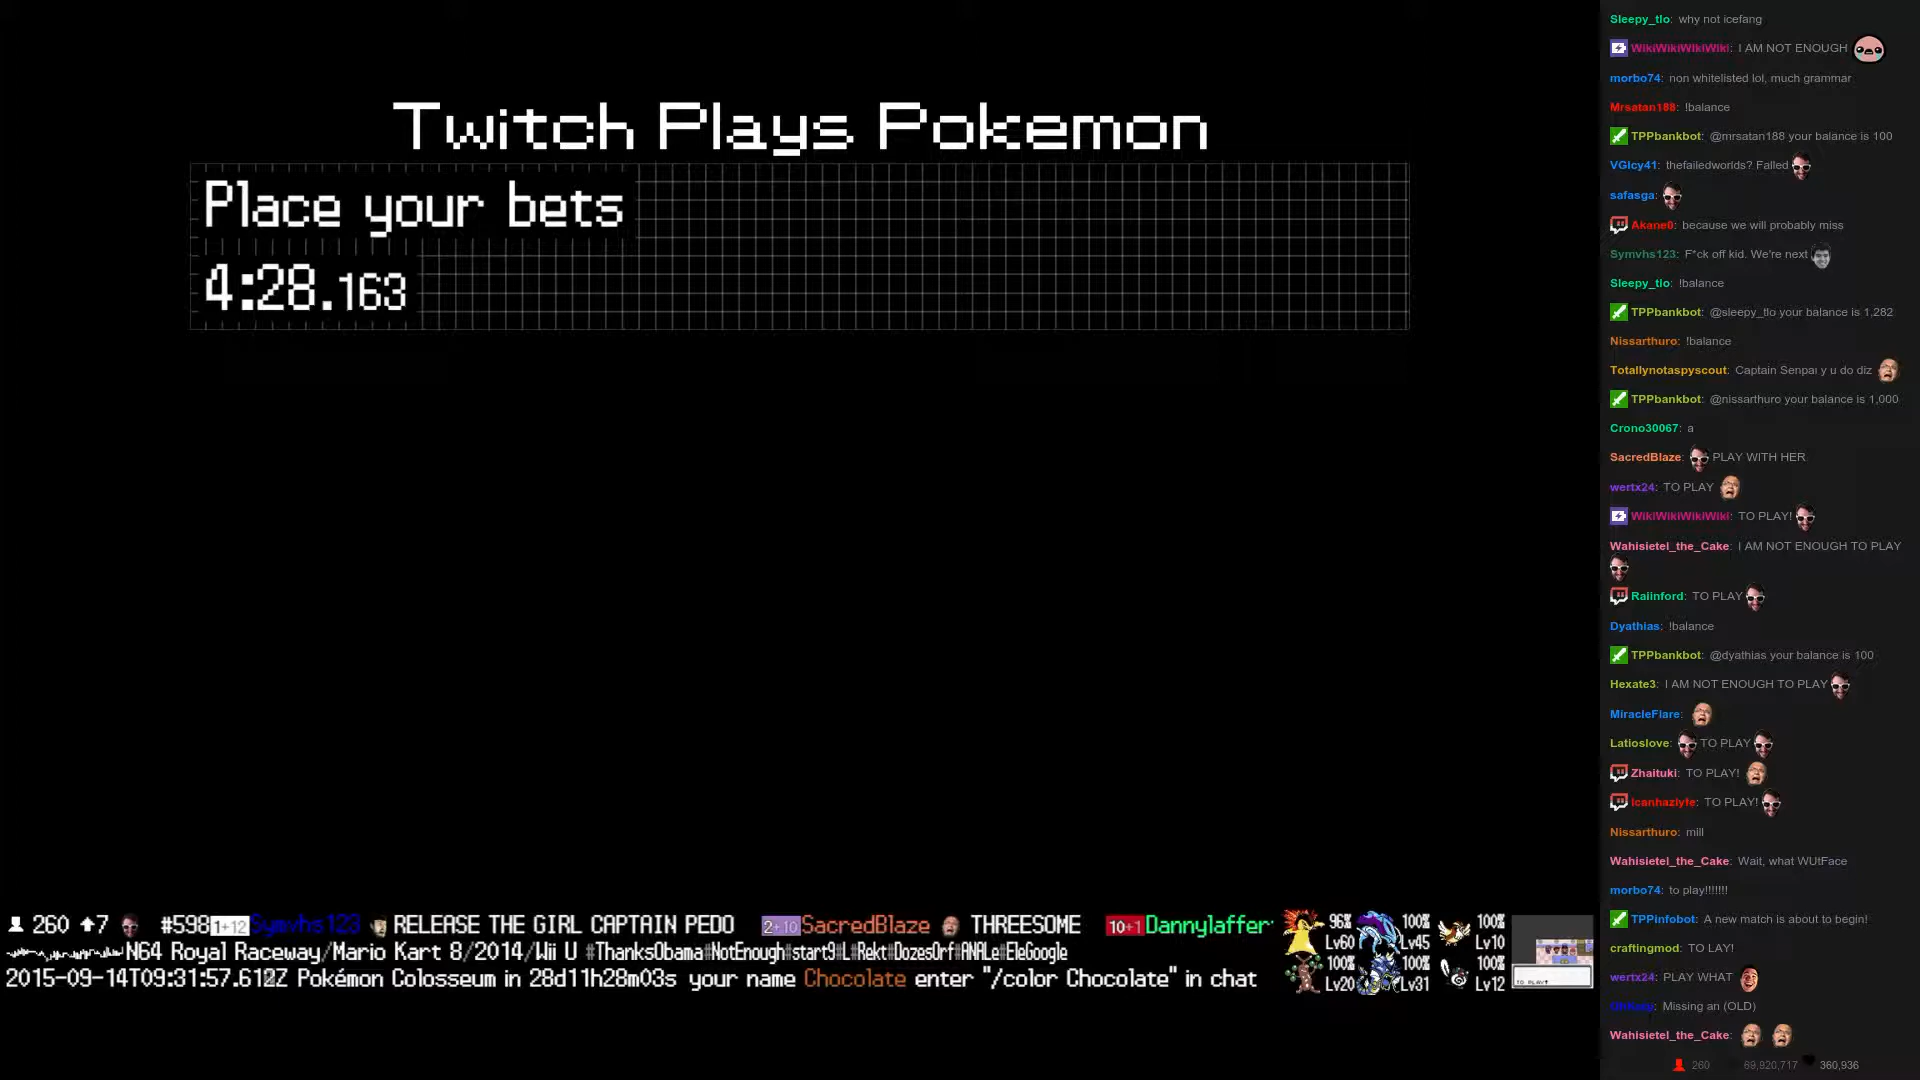 Twitch Plays Pokemon
Place your bets
4:28.163
260 7 #598 1+12 Symvhs123 RELEASE THE GIRL CAPTAIN PEDO 2+10 SacredBlaze THREESOME 10+1 Dannylaffer
N64 Royal Raceway/Mario Kart 8/2014/Wii U #ThanksObama#NotEnough#start9#L#Rekt#DozesOrf#ANALe#EleGoogle
Pokémon Colosseum in 28d11h28m03s your name Chocolate enter "/color Chocolate" in chat
96% 100% 100%
Lv60 Lv45 Lv10
100% 100% 100%
Lv20 Lv31 Lv12
TO PLAY!
Sleepy_tlo: why not icefang
WikiWikiWikiWiki: I AM NOT ENOUGH
morbo74: non whitelisted lol, much grammar
Mrsatan188: !balance
TPPbankbot: @mrsatan188 your balance is 100
VGIcy41: thefailedworlds? Failed
safasga:
Akane0: because we will probably miss
Symvhs123: F*ck off kid. We're next
Sleepy_tlo: !balance
TPPbankbot: @sleepy_tlo your balance is 1,282
Nissarthuro: !balance
Totallynotaspyscout: Captain Senpai y u do diz
TPPbankbot: @nissarthuro your balance is 1,000
Crono30067: a
SacredBlaze: PLAY WITH HER
wertx24: TO PLAY
WikiWikiWikiWiki: TO PLAY!
Wahisietel_the_Cake: I AM NOT ENOUGH TO PLAY
Raiinford: TO PLAY
Dyathias: !balance
TPPbankbot: @dyathias your balance is 100
Hexate3: I AM NOT ENOUGH TO PLAY
MiracleFlare:
Latioslove: TO PLAY
Zhaituki: TO PLAY!
Icanhazlyfe: TO PLAY!
Nissarthuro: mill
Wahisietel_the_Cake: Wait, what WUtFace
morbo74: to play!!!!!!!
TPPinfobot: A new match is about to begin!
craftingmod: TO LAY!
wertx24: PLAY WHAT
Missing an (OLD)
Wahisietel_the_Cake:
260 69,920,717 360,936